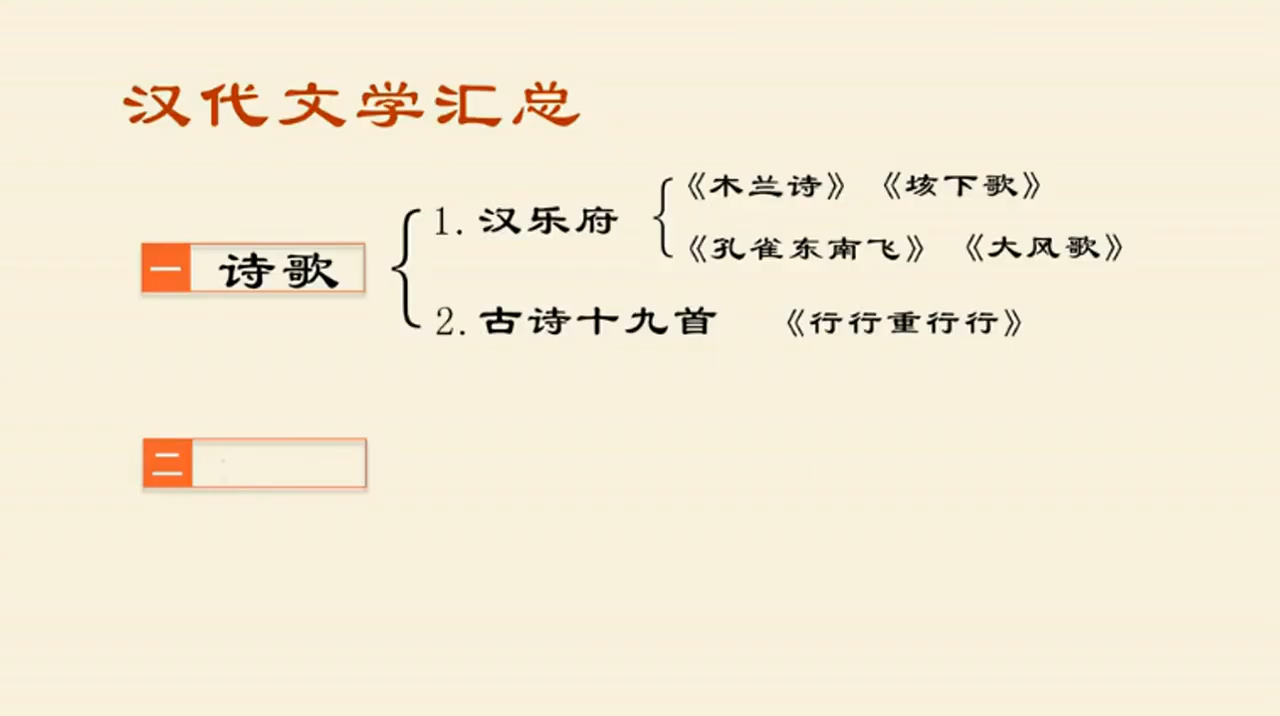 汉代文学汇总
一 诗歌
1. 汉乐府
《木兰诗》 《垓下歌》
《孔雀东南飞》 《大风歌》
2. 古诗十九首 《行行重行行》
二